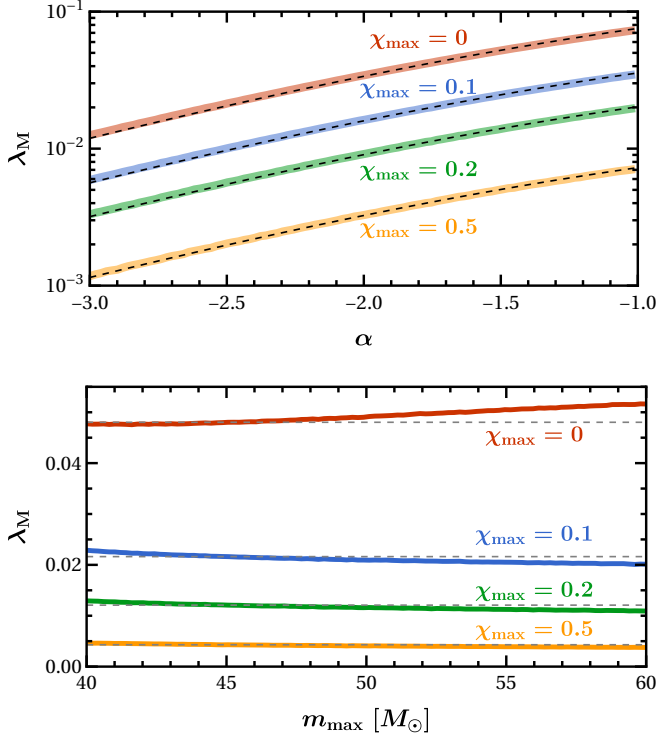 10⁻¹
χmax = 0
χmax = 0.1
λM
10⁻²
χmax = 0.2
χmax = 0.5
10⁻³
−3.0 −2.5 −2.0 −1.5 −1.0
α
χmax = 0
0.04
λM
χmax = 0.1
0.02
χmax = 0.2
χmax = 0.5
0.00
40 45 50 55 60
mmax [M⊙]